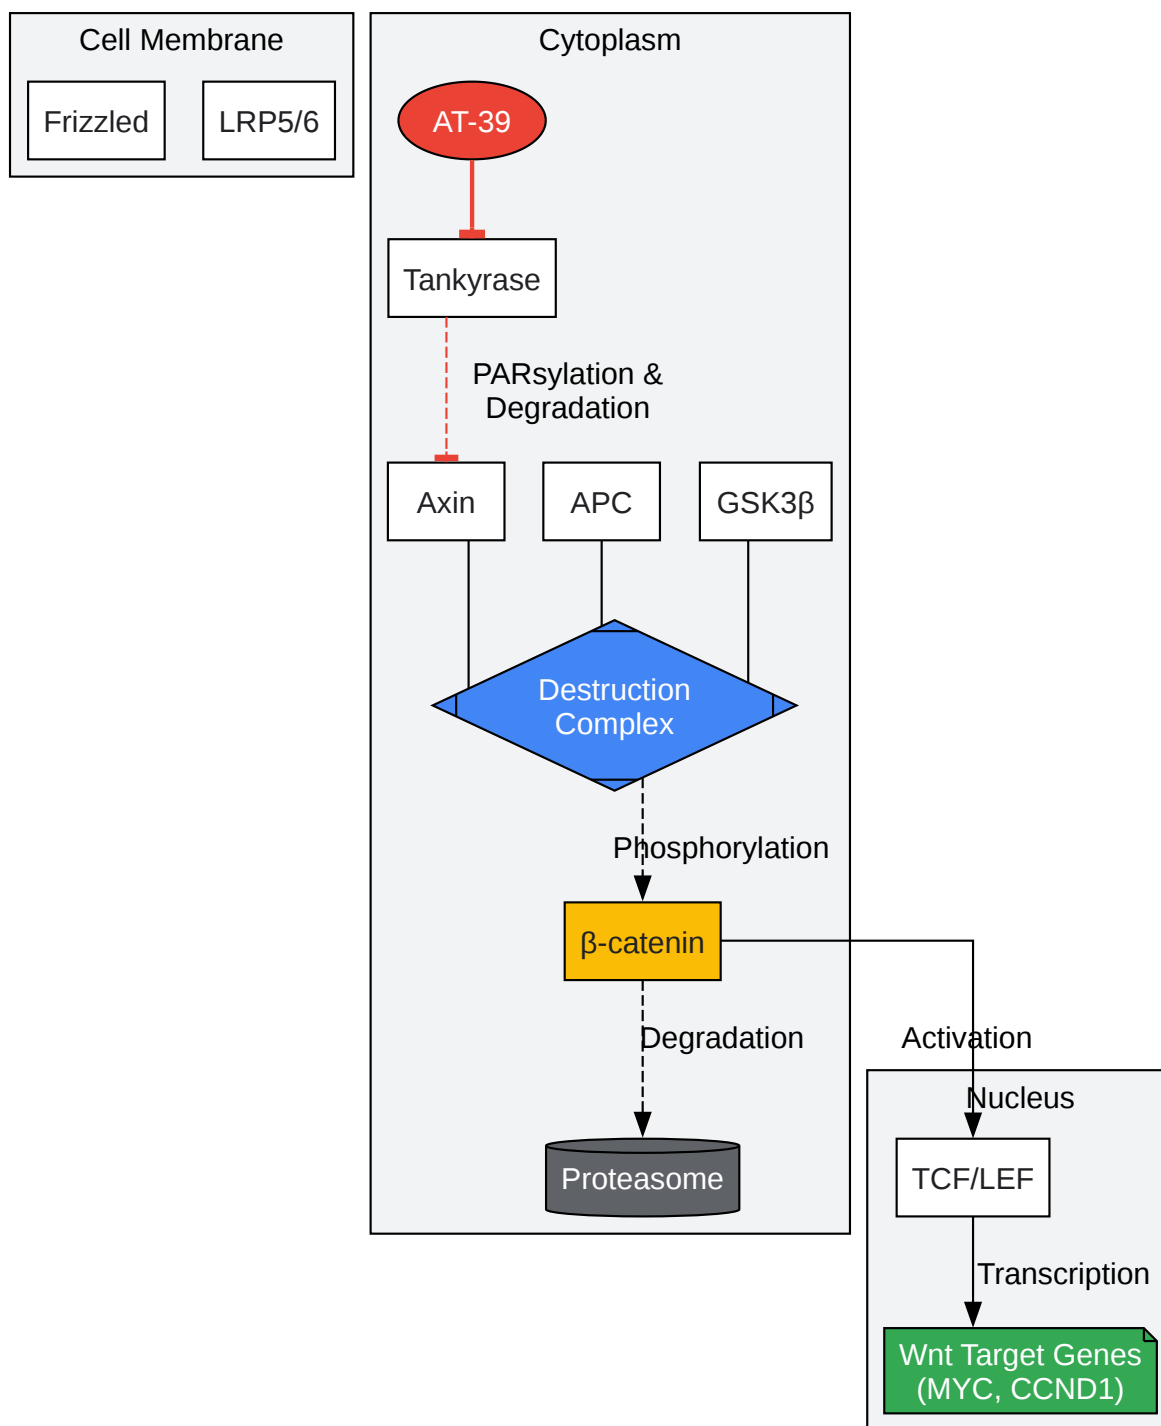 Cell Membrane
Frizzled
LRP5/6
Cytoplasm
AT-39
Tankyrase
PARsylation &
Degradation
Axin
APC
GSK3β
Destruction
Complex
Phosphorylation
β-catenin
Degradation
Proteasome
Activation
Nucleus
TCF/LEF
Transcription
Wnt Target Genes
(MYC, CCND1)